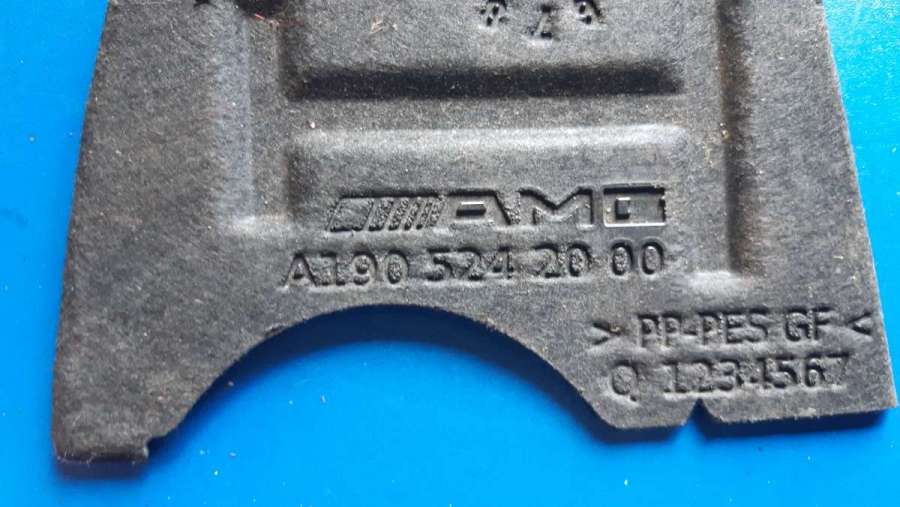 AMG
A190 524 20 00
> PP-PES GF <
Q 1234567